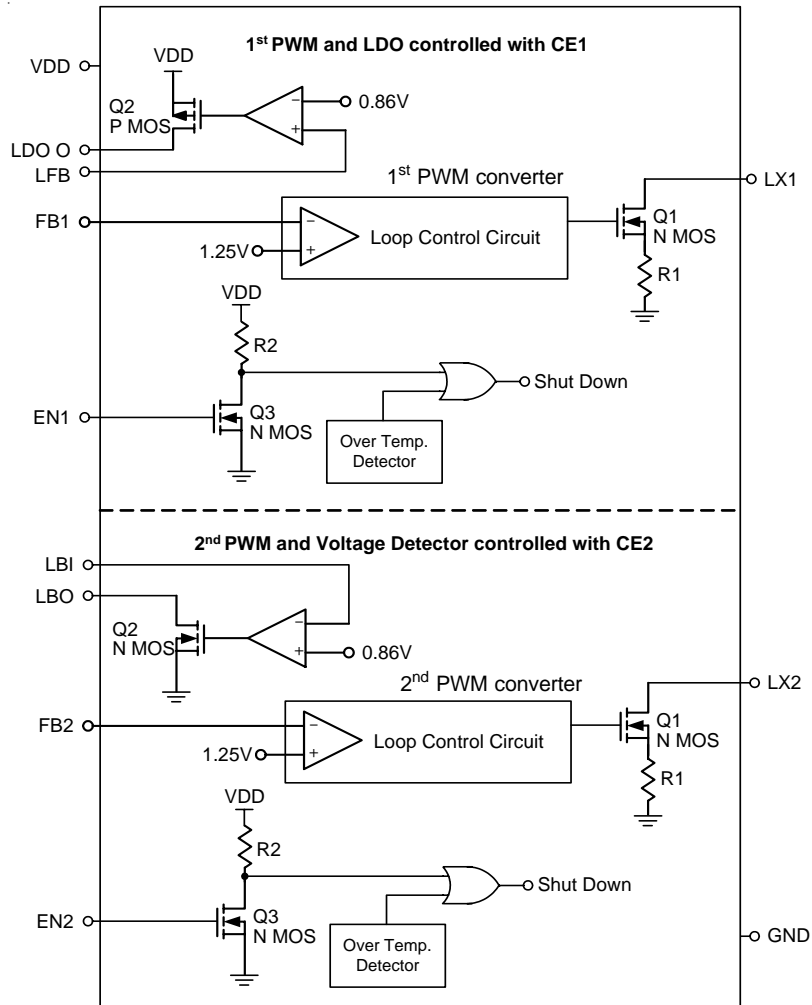 1st PWM and LDO controlled with CE1
VDD
VDD
Q2
P MOS
−
+
0.86V
LDO O
LFB
1st PWM converter
LX1
FB1
−
+
1.25V
Loop Control Circuit
Q1
N MOS
R1
VDD
R2
Shut Down
EN1
Q3
N MOS
Over Temp.
Detector
2nd PWM and Voltage Detector controlled with CE2
LBI
LBO
Q2
N MOS
−
+
0.86V
2nd PWM converter
LX2
FB2
−
+
1.25V
Loop Control Circuit
Q1
N MOS
R1
VDD
R2
Shut Down
EN2
Q3
N MOS
Over Temp.
Detector
GND